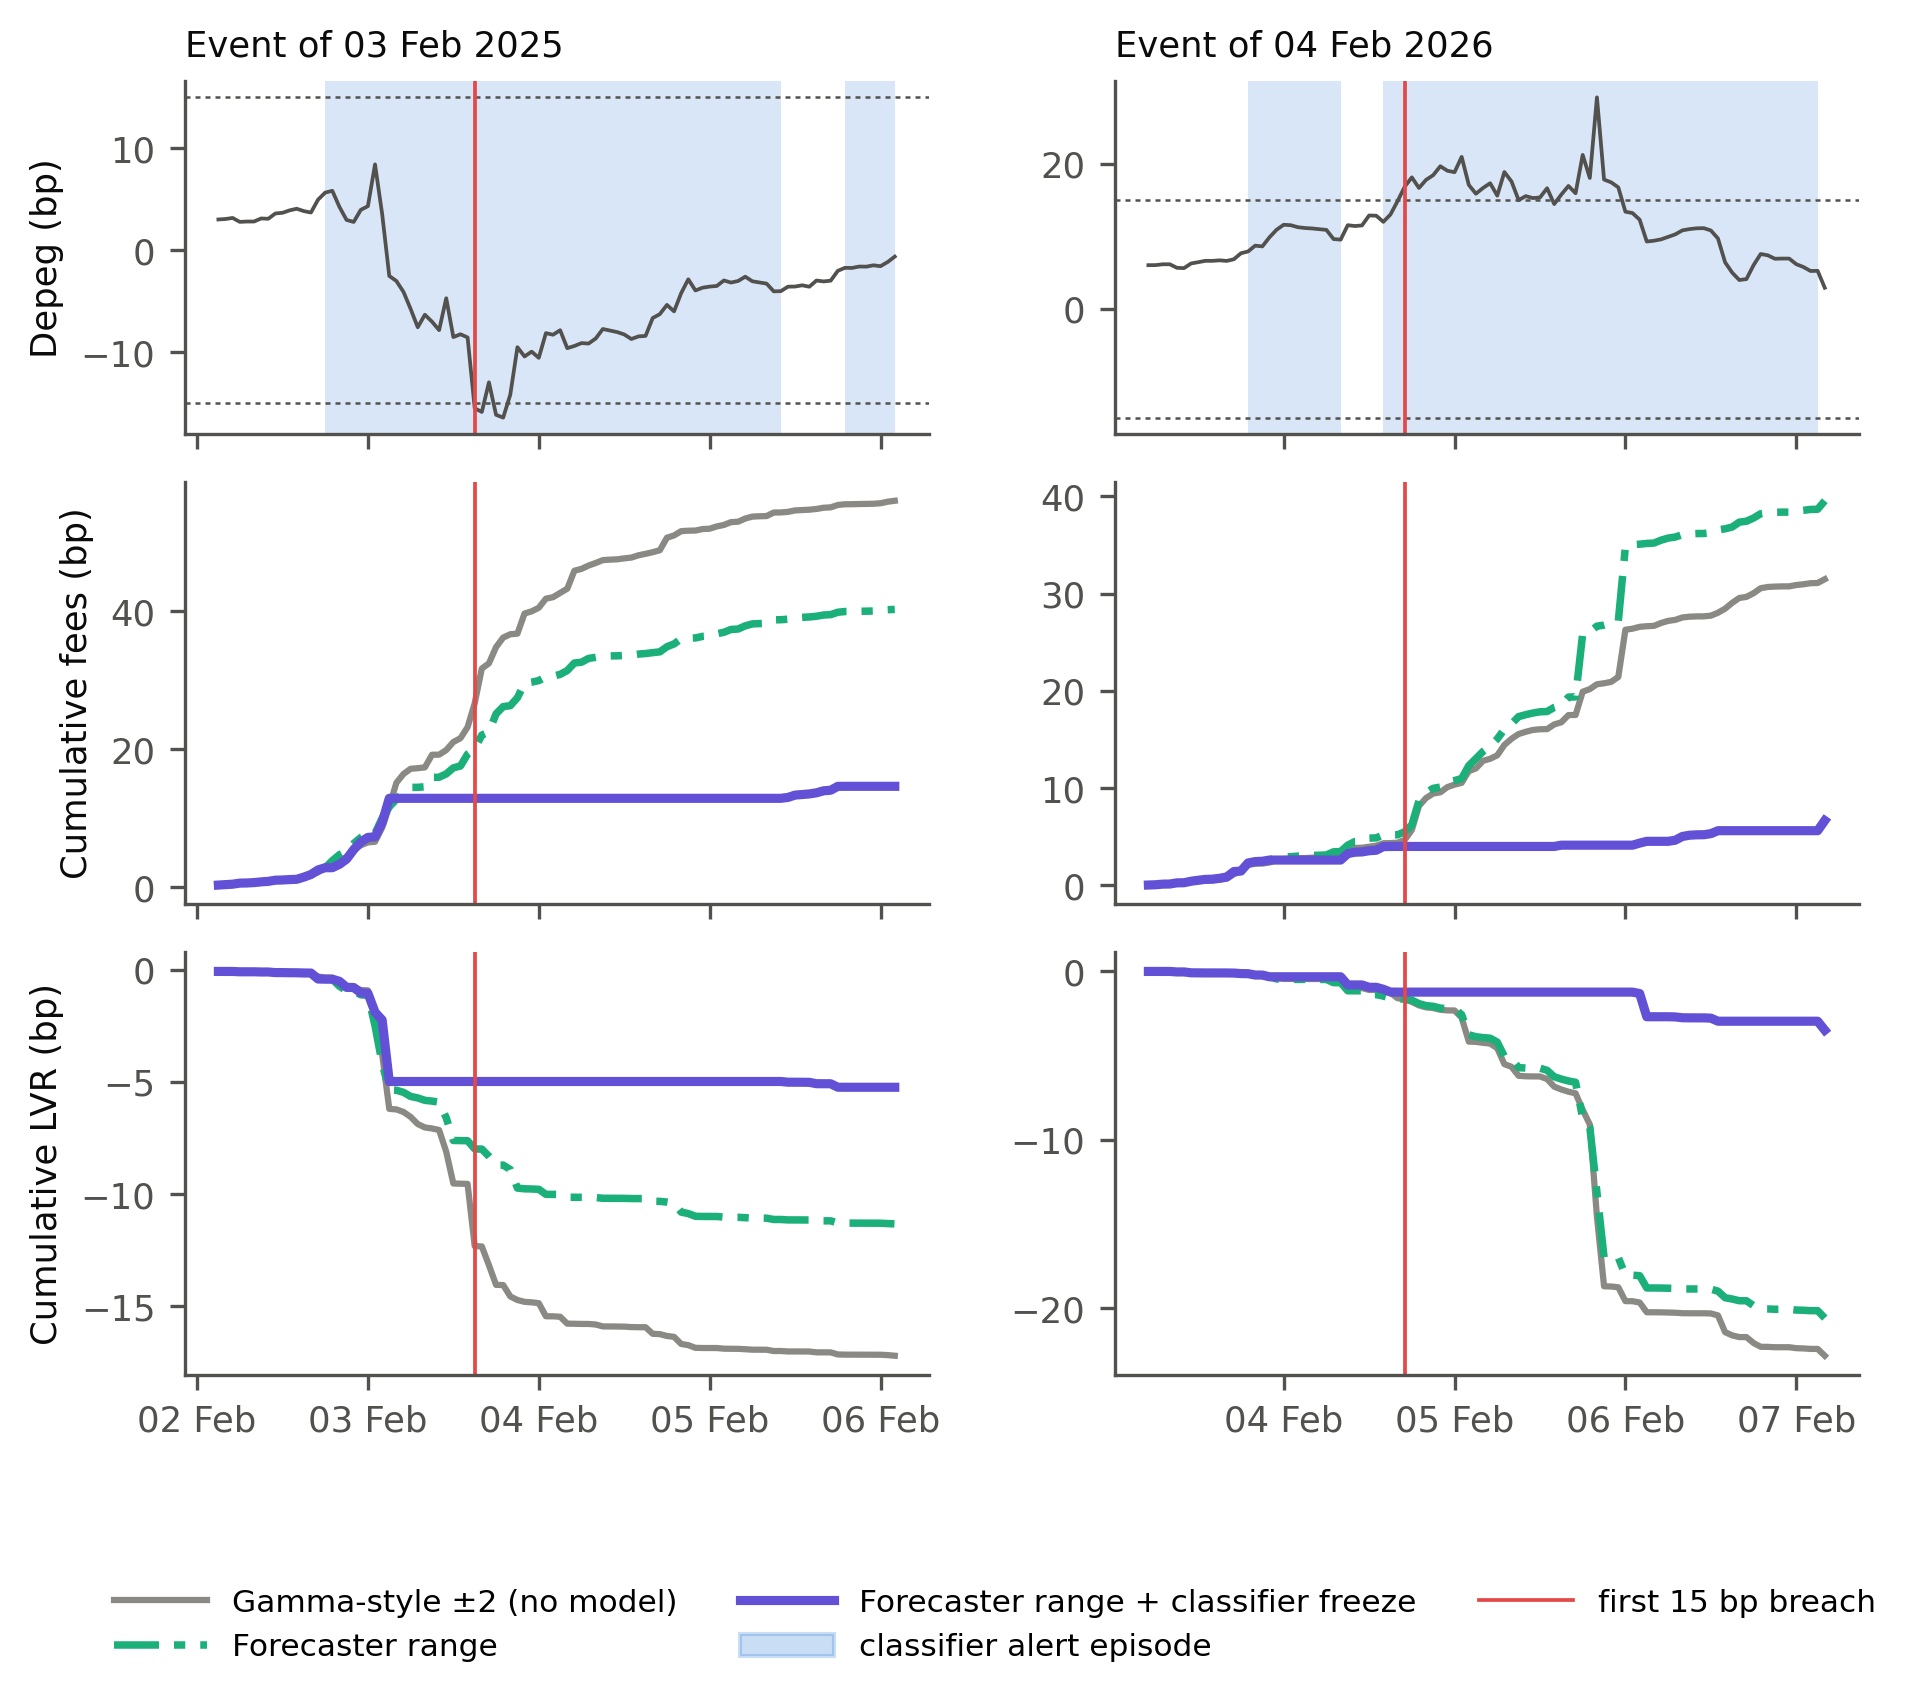 Event of 03 Feb 2025
Event of 04 Feb 2026
Depeg (bp)
10
0
−10
20
0
Cumulative fees (bp)
40
20
0
40
30
20
10
0
Cumulative LVR (bp)
0
−5
−10
−15
0
−10
−20
02 Feb 03 Feb 04 Feb 05 Feb 06 Feb
04 Feb 05 Feb 06 Feb 07 Feb
Gamma-style ±2 (no model)
Forecaster range
Forecaster range + classifier freeze
classifier alert episode
first 15 bp breach